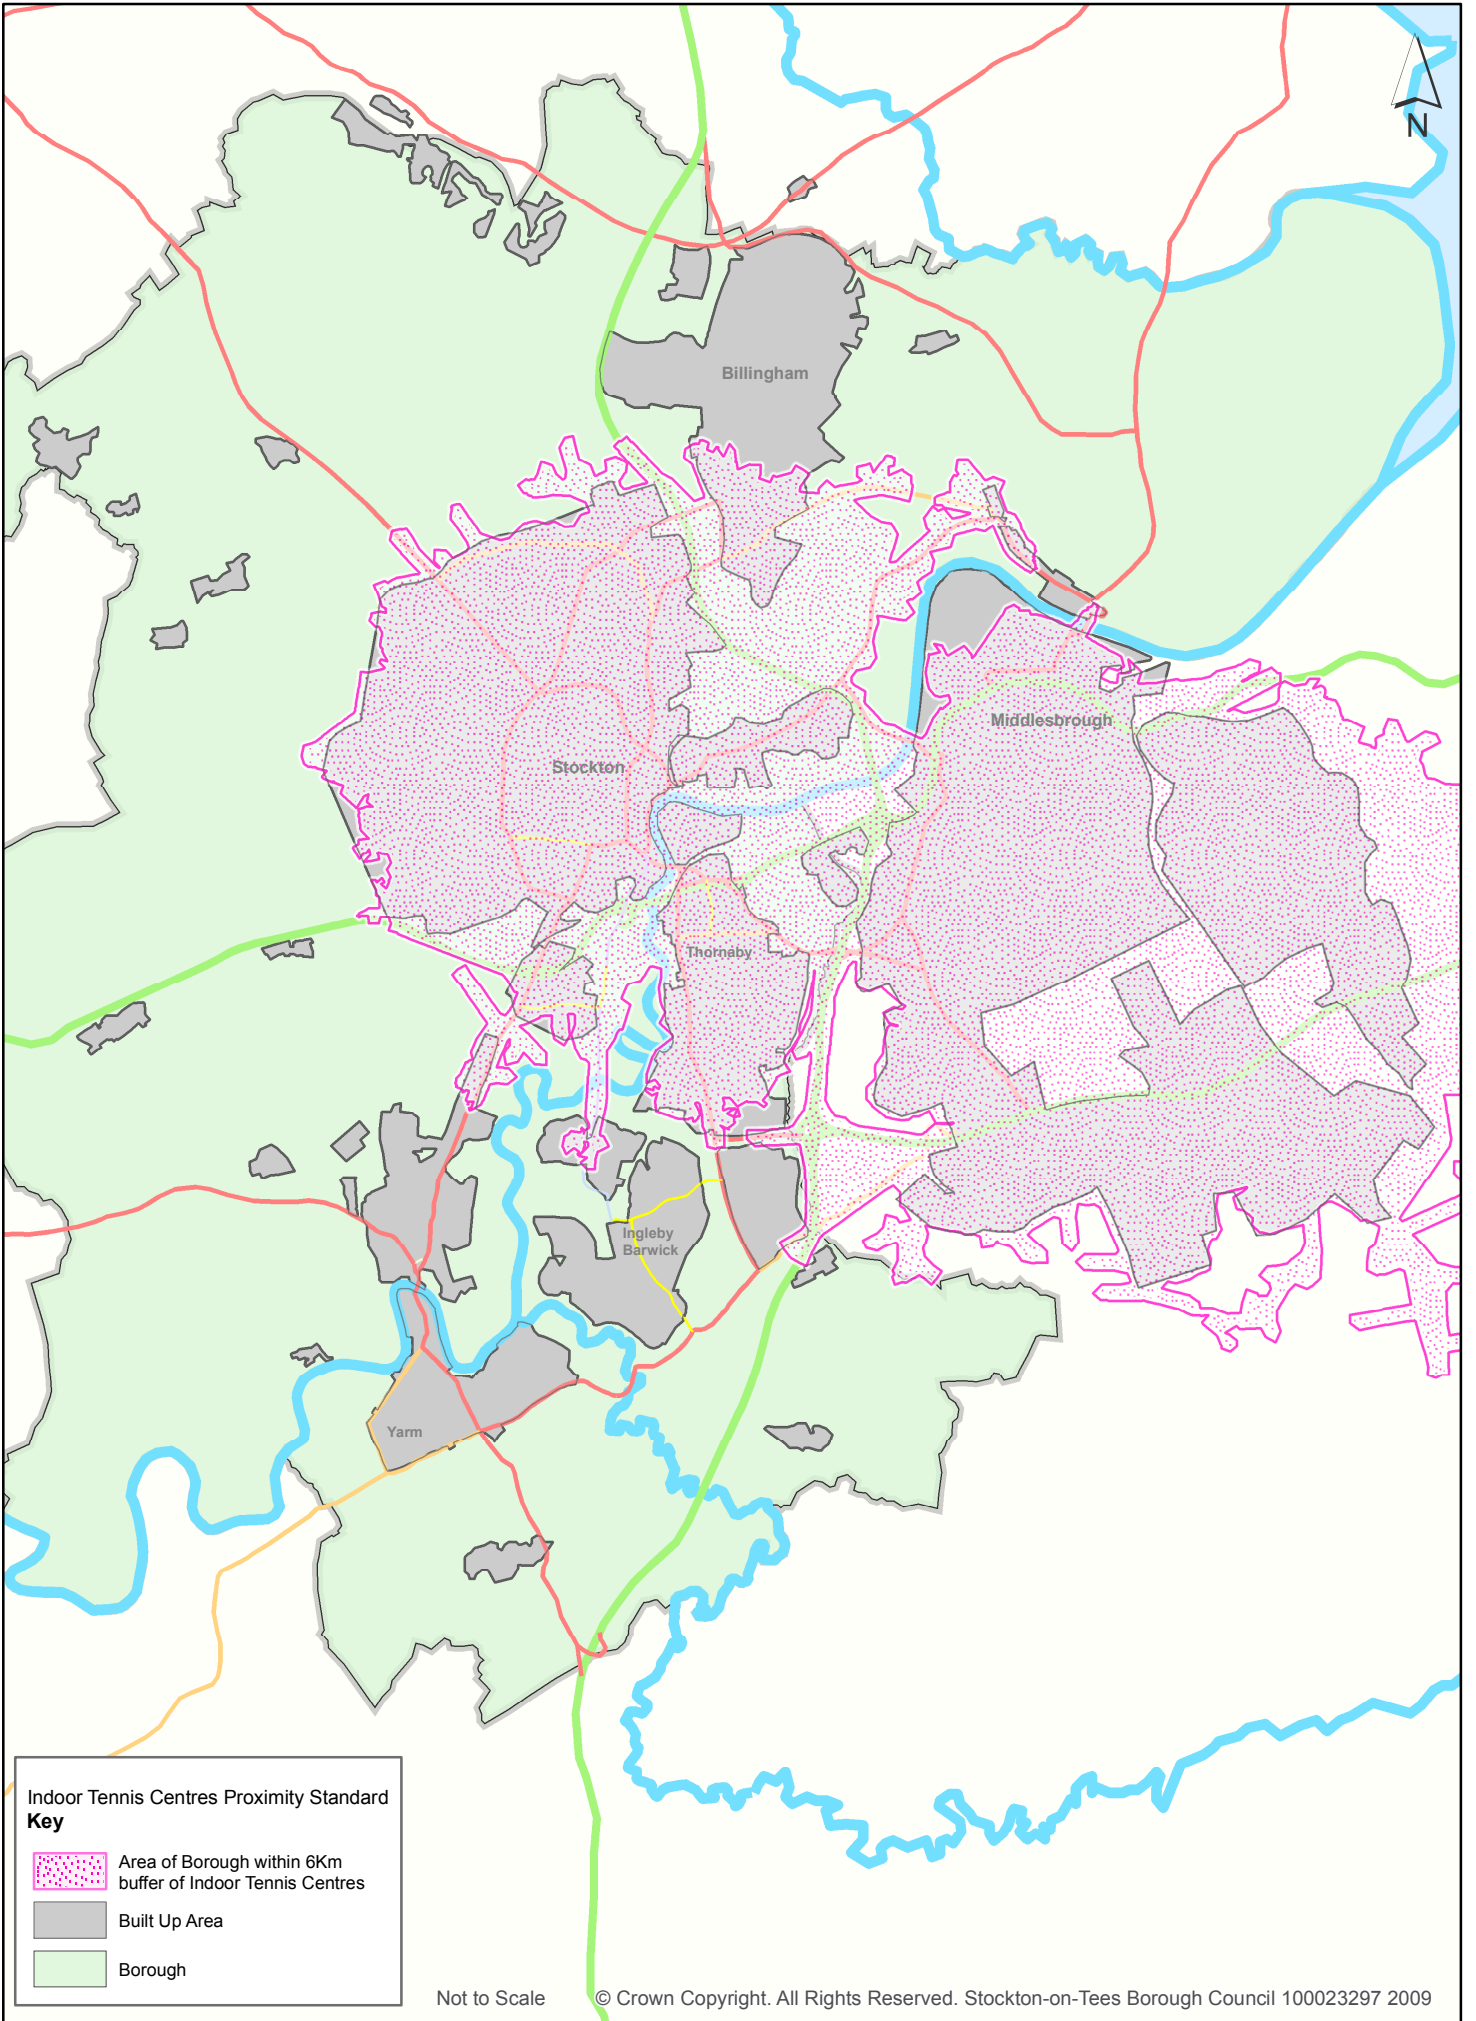 N
Billingham
Middlesbrough
Stockton
Thornaby
Ingleby
Barwick
Yarm
Indoor Tennis Centres Proximity Standard
Key
Area of Borough within 6Km
buffer of Indoor Tennis Centres
Built Up Area
Borough
Not to Scale
© Crown Copyright. All Rights Reserved. Stockton-on-Tees Borough Council 100023297 2009